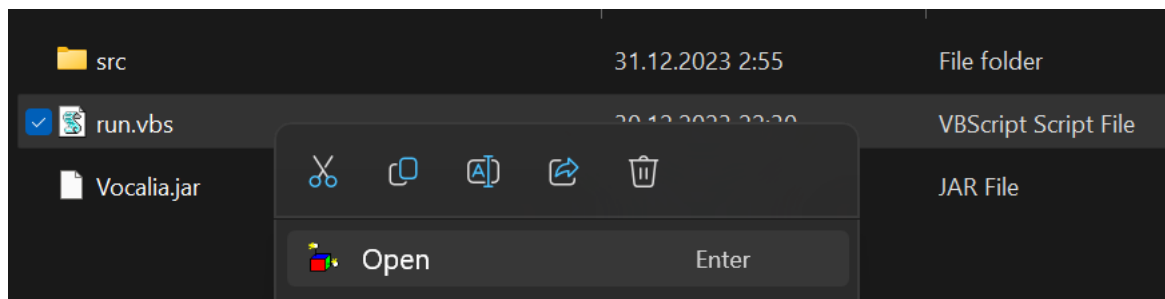 src 31.12.2023 2:55 File folder
run.vbs VBScript Script File
Vocalia.jar JAR File
Open Enter